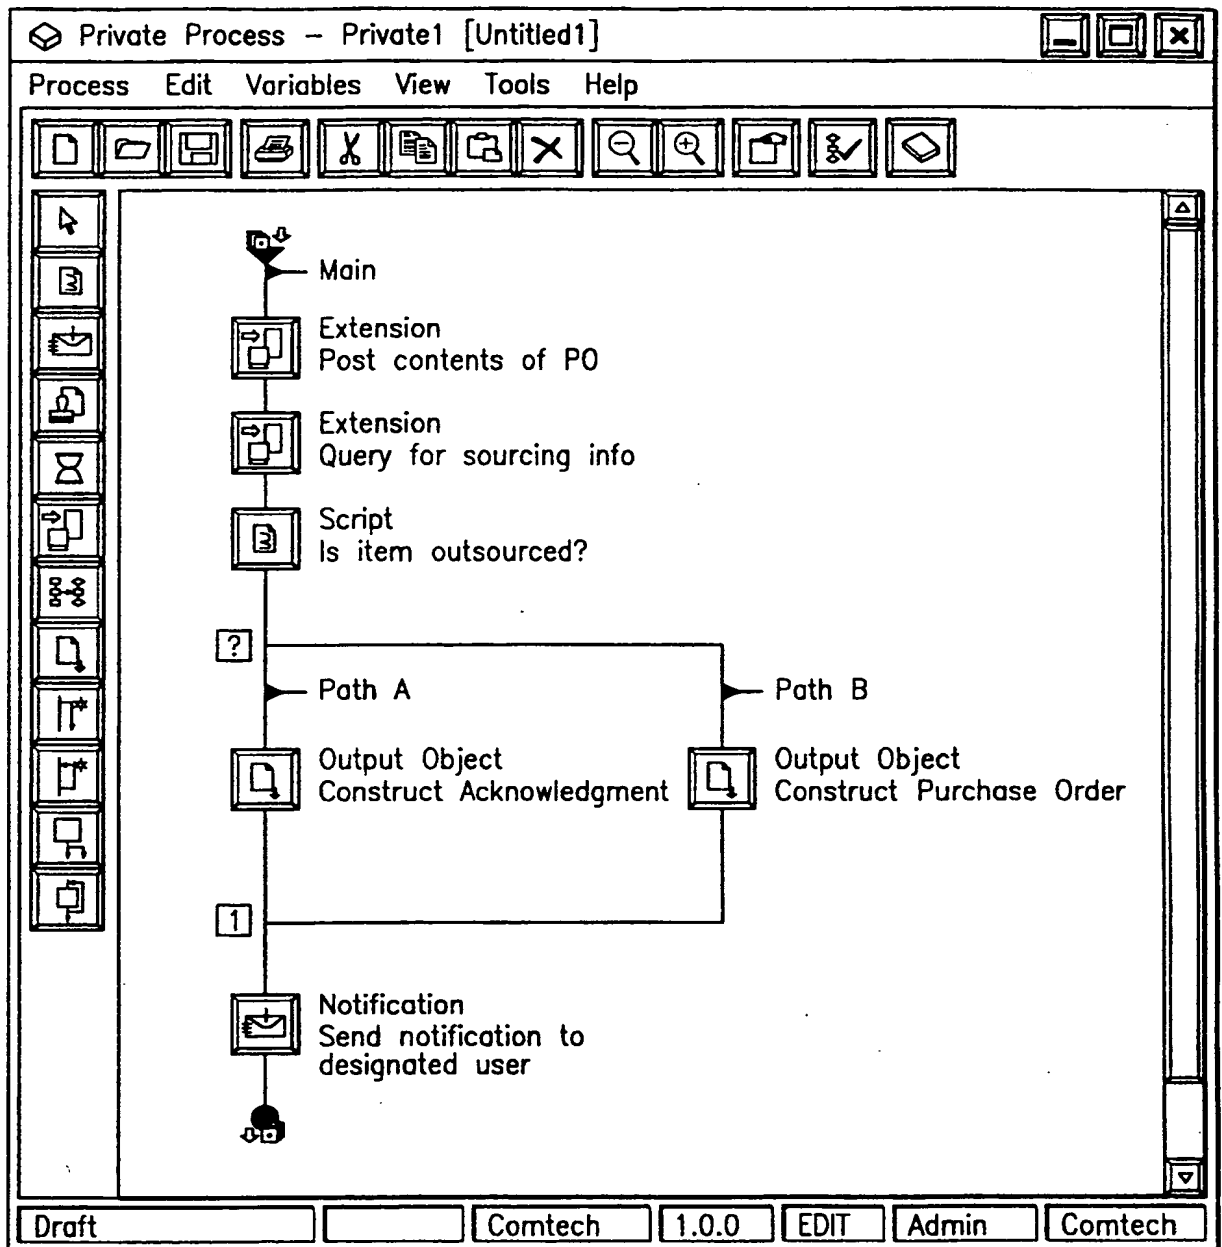 Private Process – Private1 [Untitled1]
Process Edit Variables View Tools Help
Main
Extension
Post contents of PO
Extension
Query for sourcing info
Script
Is item outsourced?
?
Path A
Path B
Output Object
Construct Acknowledgment
Output Object
Construct Purchase Order
1
Notification
Send notification to
designated user
Draft Comtech 1.0.0 EDIT Admin Comtech